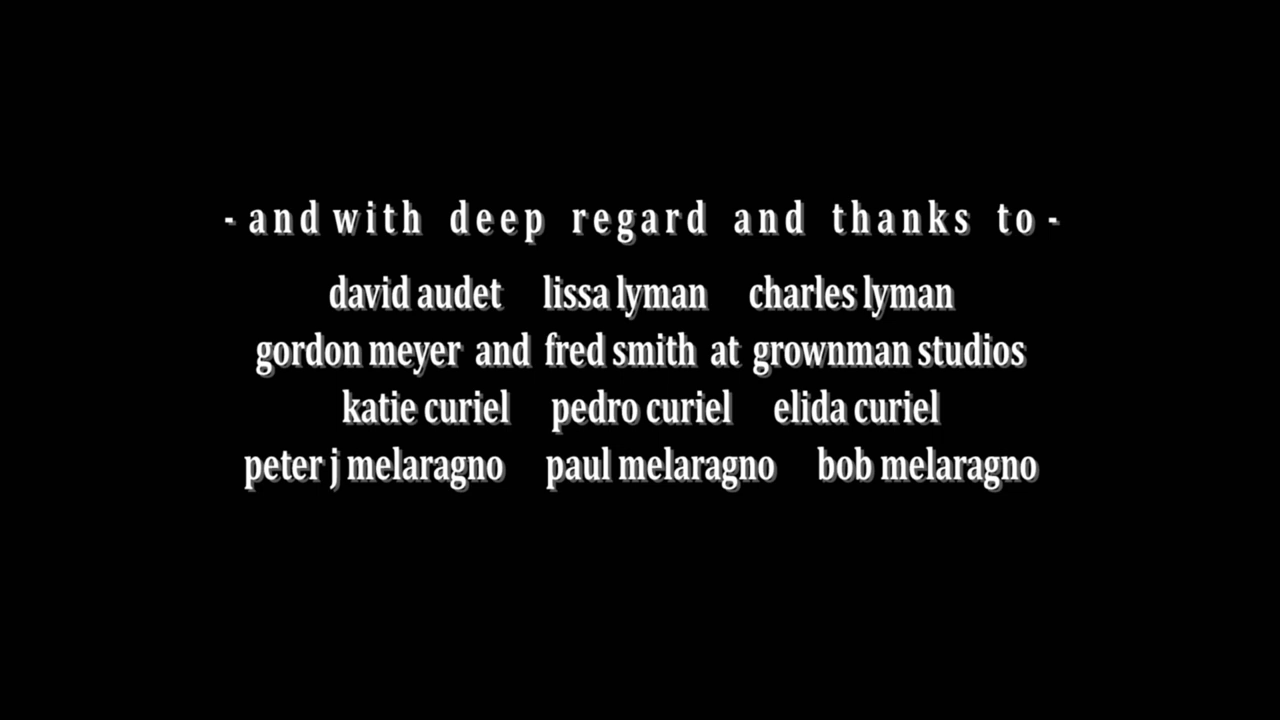 - and with deep regard and thanks to -
david audet lissa lyman charles lyman
gordon meyer and fred smith at grownman studios
katie curiel pedro curiel elida curiel
peter j melaragno paul melaragno bob melaragno